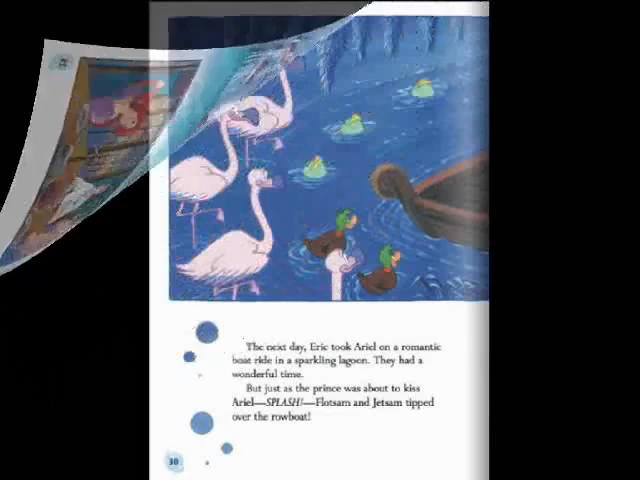 The next day, Eric took Ariel on a romantic
boat ride in a sparkling lagoon. They had a
wonderful time.
But just as the prince was about to kiss
Ariel—SPLASH!—Flotsam and Jetsam tipped
over the rowboat!
30